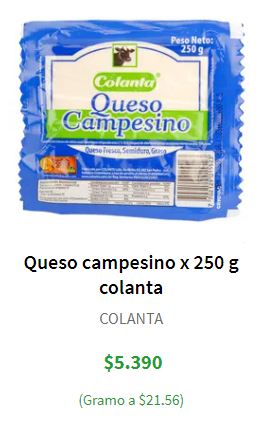 Peso Neto:
250 g
Colanta
Queso
Campesino
Queso Fresco, Semiduro, Graso
Queso campesino x 250 g
colanta
COLANTA
$5.390
(Gramo a $21.56)